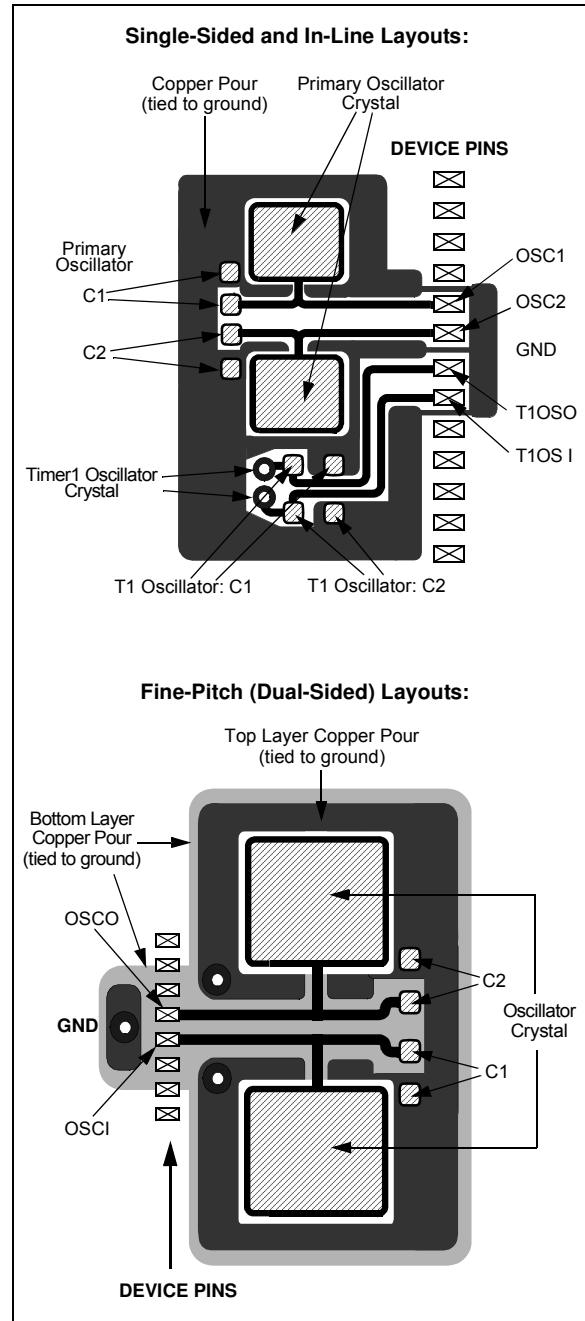 Single-Sided and In-Line Layouts:
Copper Pour
(tied to ground)
Primary Oscillator
Crystal
DEVICE PINS
Primary
Oscillator
C1
C2
OSC1
OSC2
GND
T1OSO
T1OS I
Timer1 Oscillator
Crystal
T1 Oscillator: C1
T1 Oscillator: C2
Fine-Pitch (Dual-Sided) Layouts:
Top Layer Copper Pour
(tied to ground)
Bottom Layer
Copper Pour
(tied to ground)
OSCO
GND
OSCI
C2
Oscillator
Crystal
C1
DEVICE PINS